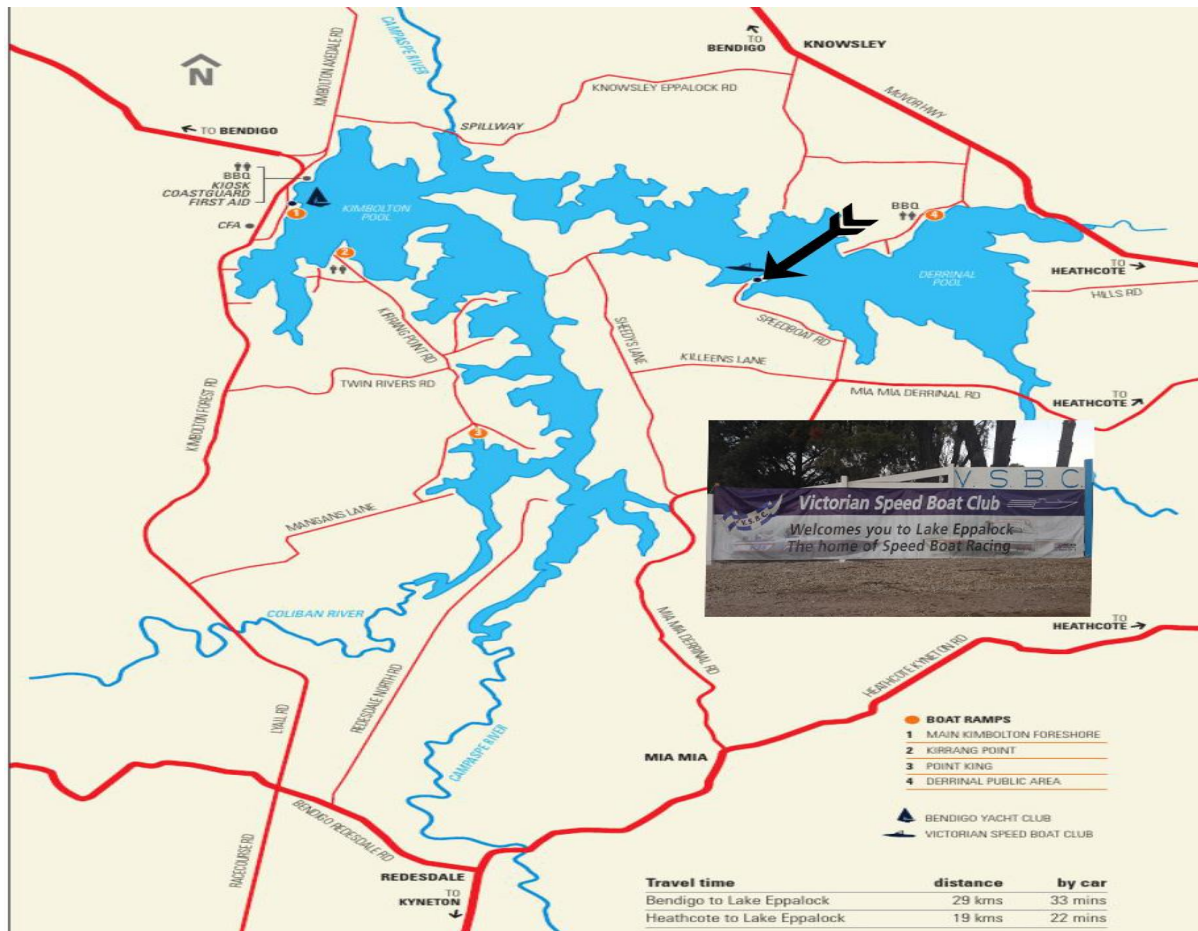 TO
BENDIGO
KNOWSLEY
CAMPASPE RIVER
KIMBOLTON AXEDALE RD
N
KNOWSLEY EPPALOCK RD
McIVOR HWY
TO BENDIGO
SPILLWAY
BBQ
KIOSK
COASTGUARD
FIRST AID
CFA
1
KIMBOLTON
POOL
2
BBQ
4
DERRINAL
POOL
TO
HEATHCOTE
HILLS RD
SPEEDBOAT RD
SHEEDYS LANE
KIRRANG POINT RD
KILLEENS LANE
TWIN RIVERS RD
MIA MIA DERRINAL RD
TO
HEATHCOTE
KIMBOLTON FOREST RD
3
V. S. B. C.
Victorian Speed Boat Club
V.S.B.C.
Welcomes you to Lake Eppalock
The home of Speed Boat Racing
MANGANS LANE
COLIBAN RIVER
MIA MIA DERRINAL RD
TO
HEATHCOTE
HEATHCOTE KYNETON RD
REDESDALE NORTH RD
LYALL RD
CAMPASPE RIVER
MIA MIA
BOAT RAMPS
1 MAIN KIMBOLTON FORESHORE
2 KIRRANG POINT
3 POINT KING
4 DERRINAL PUBLIC AREA
BENDIGO YACHT CLUB
VICTORIAN SPEED BOAT CLUB
BENDIGO REDESDALE RD
RACECOURSE RD
REDESDALE
TO
KYNETON
Travel time distance by car
Bendigo to Lake Eppalock 29 kms 33 mins
Heathcote to Lake Eppalock 19 kms 22 mins